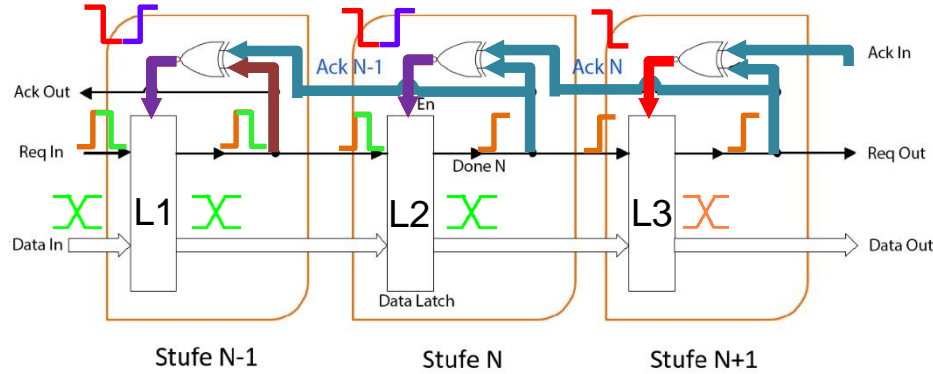 Ack N-1
Ack N
Ack In
Ack Out
En
Req In
Done N
Req Out
L1
L2
L3
Data In
Data Out
Data Latch
Stufe N-1
Stufe N
Stufe N+1